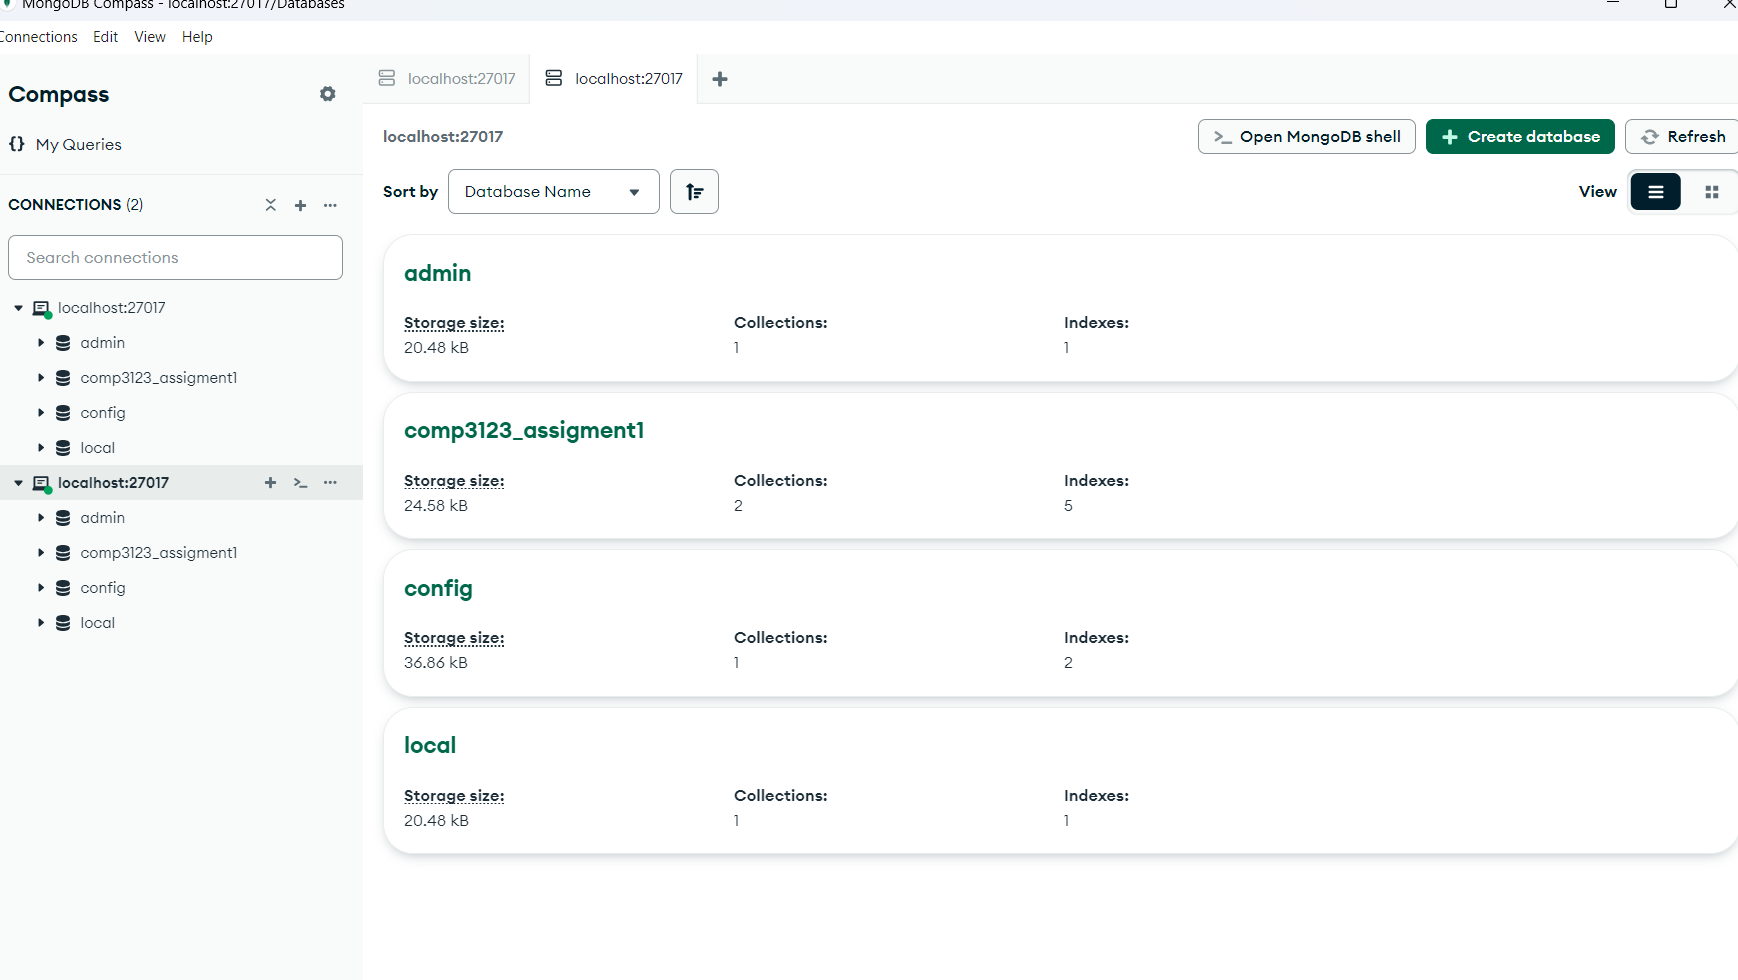 MongoDB Compass - localhost:27017/Databases
Connections Edit View Help
Compass
My Queries
CONNECTIONS (2)
Search connections
localhost:27017
admin
comp3123_assigment1
config
local
localhost:27017
admin
comp3123_assigment1
config
local
localhost:27017
localhost:27017
localhost:27017
Open MongoDB shell
Create database
Refresh
Sort by
Database Name
View
admin
Storage size: Collections: Indexes:
20.48 kB 1 1
comp3123_assigment1
Storage size: Collections: Indexes:
24.58 kB 2 5
config
Storage size: Collections: Indexes:
36.86 kB 1 2
local
Storage size: Collections: Indexes:
20.48 kB 1 1